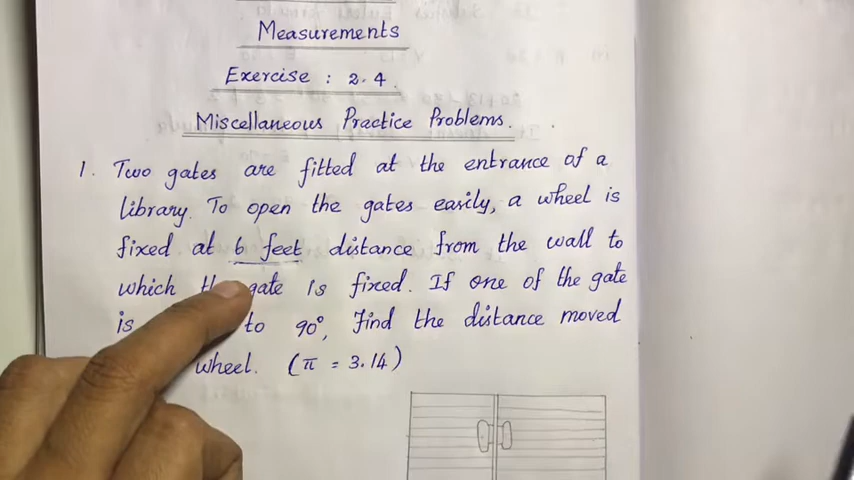 Measurements
Exercise : 2.4.
Miscellaneous Practice Problems.
1. Two gates are fitted at the entrance of a
library. To open the gates easily, a wheel is
fixed at 6 feet distance from the wall to
which gate is fixed. If one of the gate
is to 90°, Find the distance moved
wheel. (π = 3.14)